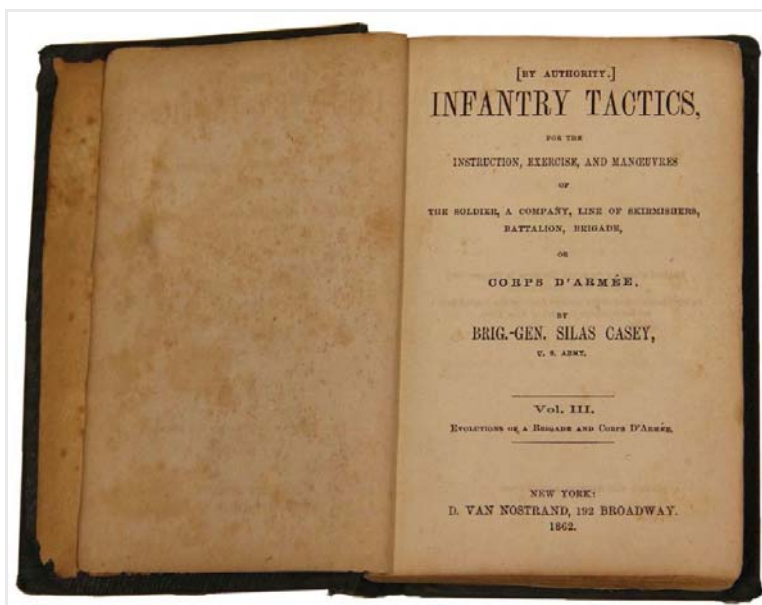 [BY AUTHORITY.]
INFANTRY TACTICS,
FOR THE
INSTRUCTION, EXERCISE, AND MANŒUVRES
OF
THE SOLDIER, A COMPANY, LINE OF SKIRMISHERS,
BATTALION, BRIGADE,
OR
CORPS D'ARMÉE,
BY
BRIG.-GEN. SILAS CASEY,
U. S. ARMY.
Vol. III.
EVOLUTIONS OF A BRIGADE AND CORPS D'ARMÉE.
NEW YORK:
D. VAN NOSTRAND, 192 BROADWAY.
1862.